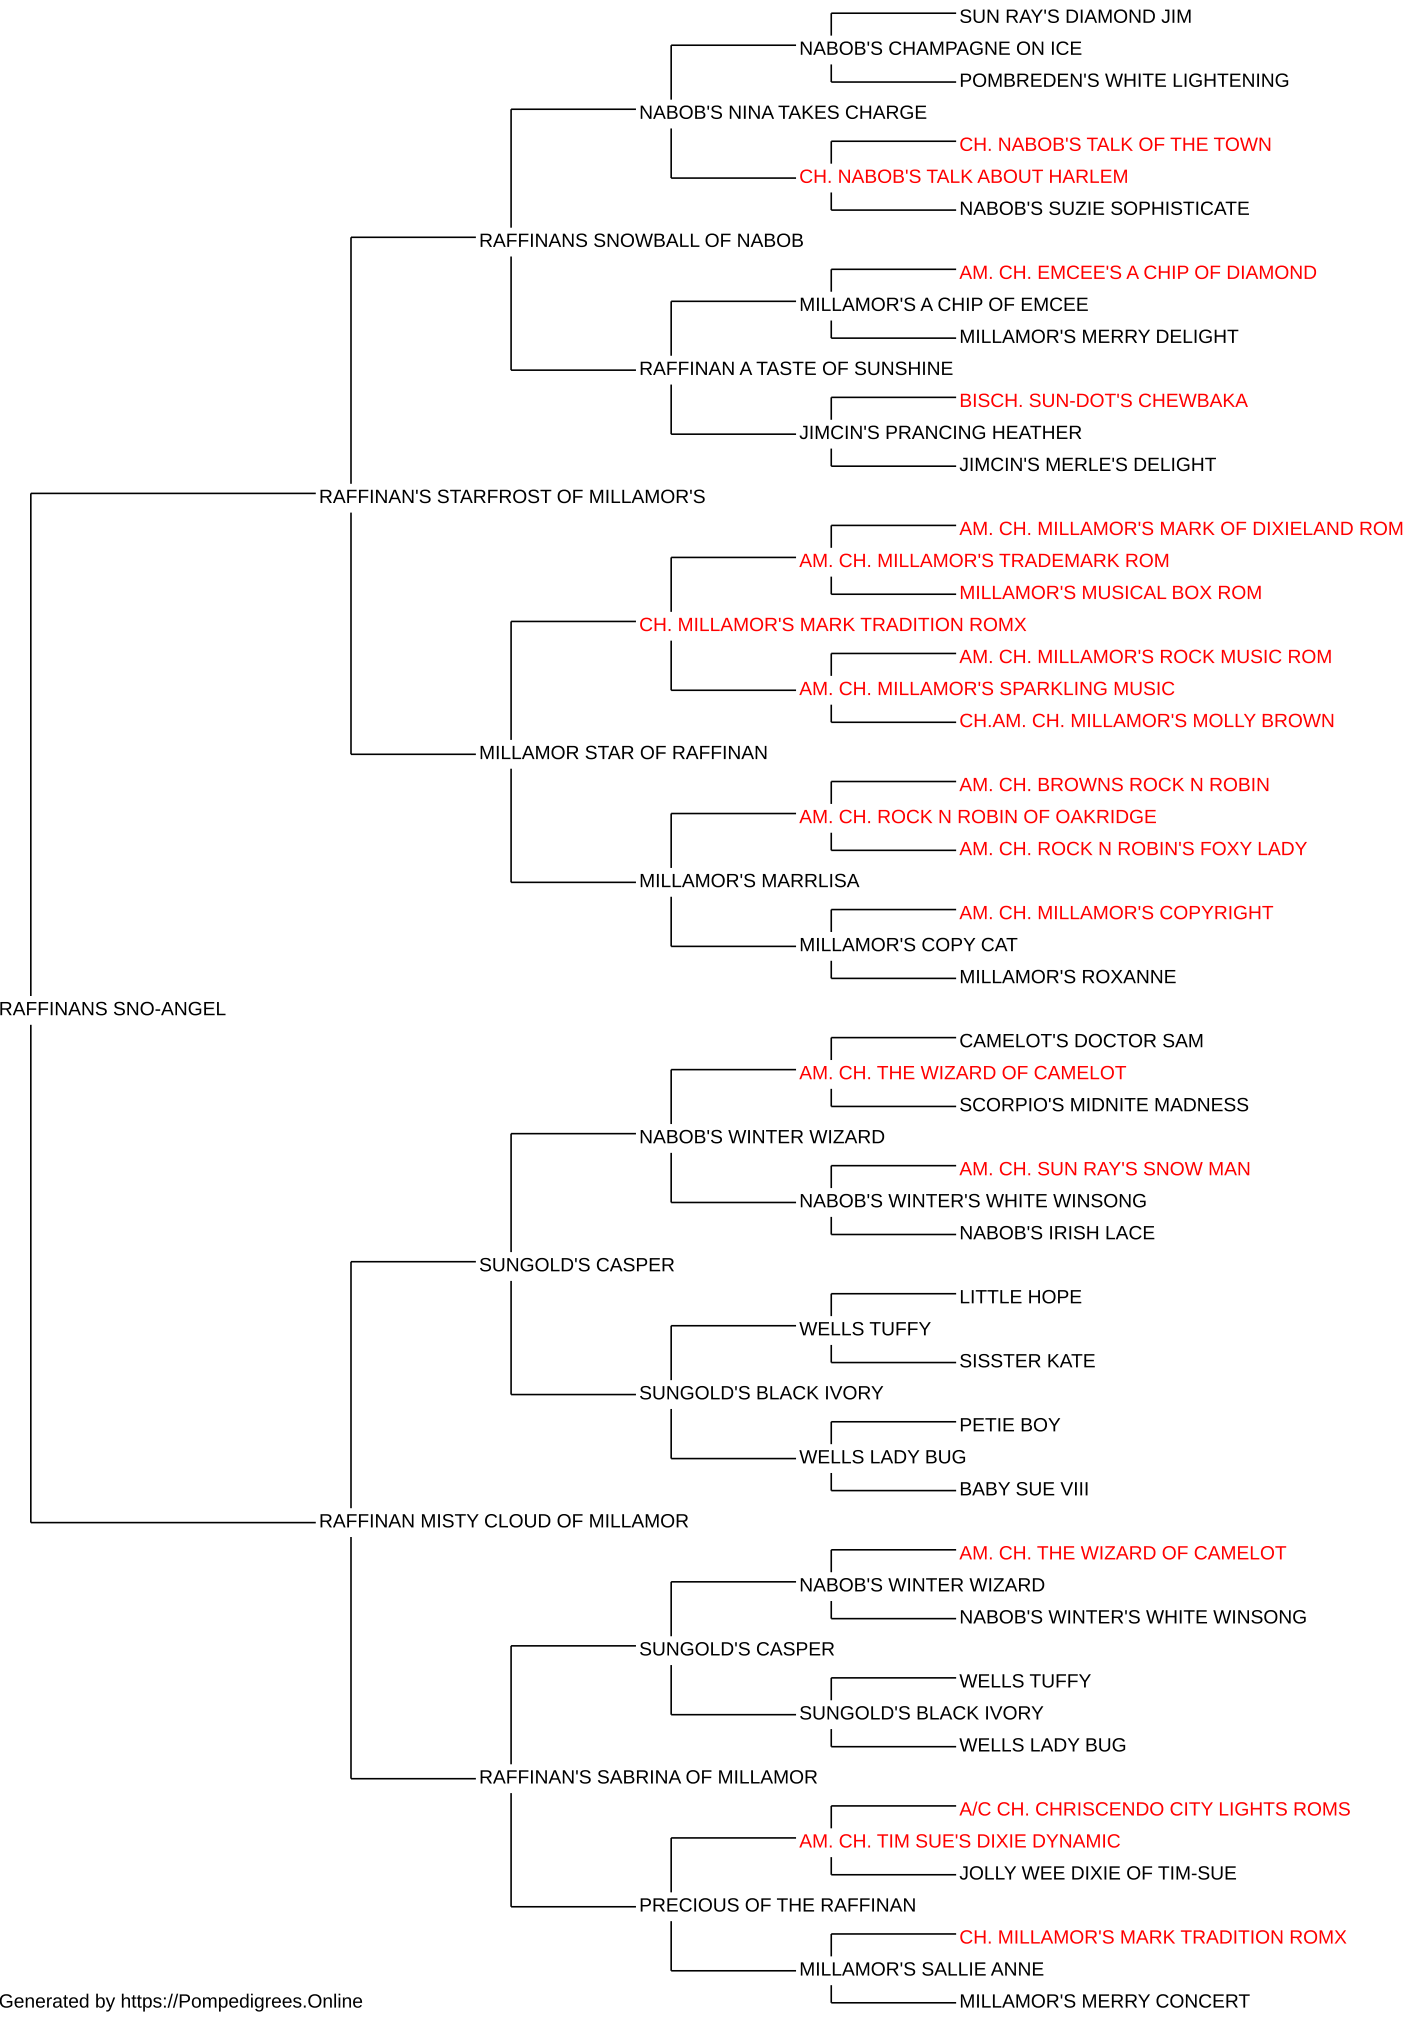 SUN RAY'S DIAMOND JIM
NABOB'S CHAMPAGNE ON ICE
POMBREDEN'S WHITE LIGHTENING
NABOB'S NINA TAKES CHARGE
CH. NABOB'S TALK OF THE TOWN
CH. NABOB'S TALK ABOUT HARLEM
NABOB'S SUZIE SOPHISTICATE
RAFFINANS SNOWBALL OF NABOB
AM. CH. EMCEE'S A CHIP OF DIAMOND
MILLAMOR'S A CHIP OF EMCEE
MILLAMOR'S MERRY DELIGHT
RAFFINAN A TASTE OF SUNSHINE
BISCH. SUN-DOT'S CHEWBAKA
JIMCIN'S PRANCING HEATHER
JIMCIN'S MERLE'S DELIGHT
RAFFINAN'S STARFROST OF MILLAMOR'S
AM. CH. MILLAMOR'S MARK OF DIXIELAND ROM
AM. CH. MILLAMOR'S TRADEMARK ROM
MILLAMOR'S MUSICAL BOX ROM
CH. MILLAMOR'S MARK TRADITION ROMX
AM. CH. MILLAMOR'S ROCK MUSIC ROM
AM. CH. MILLAMOR'S SPARKLING MUSIC
CH.AM. CH. MILLAMOR'S MOLLY BROWN
MILLAMOR STAR OF RAFFINAN
AM. CH. BROWNS ROCK N ROBIN
AM. CH. ROCK N ROBIN OF OAKRIDGE
AM. CH. ROCK N ROBIN'S FOXY LADY
MILLAMOR'S MARRLISA
AM. CH. MILLAMOR'S COPYRIGHT
MILLAMOR'S COPY CAT
MILLAMOR'S ROXANNE
RAFFINANS SNO-ANGEL
CAMELOT'S DOCTOR SAM
AM. CH. THE WIZARD OF CAMELOT
SCORPIO'S MIDNITE MADNESS
NABOB'S WINTER WIZARD
AM. CH. SUN RAY'S SNOW MAN
NABOB'S WINTER'S WHITE WINSONG
NABOB'S IRISH LACE
SUNGOLD'S CASPER
LITTLE HOPE
WELLS TUFFY
SISSTER KATE
SUNGOLD'S BLACK IVORY
PETIE BOY
WELLS LADY BUG
BABY SUE VIII
RAFFINAN MISTY CLOUD OF MILLAMOR
AM. CH. THE WIZARD OF CAMELOT
NABOB'S WINTER WIZARD
NABOB'S WINTER'S WHITE WINSONG
SUNGOLD'S CASPER
WELLS TUFFY
SUNGOLD'S BLACK IVORY
WELLS LADY BUG
RAFFINAN'S SABRINA OF MILLAMOR
A/C CH. CHRISCENDO CITY LIGHTS ROMS
AM. CH. TIM SUE'S DIXIE DYNAMIC
JOLLY WEE DIXIE OF TIM-SUE
PRECIOUS OF THE RAFFINAN
CH. MILLAMOR'S MARK TRADITION ROMX
MILLAMOR'S SALLIE ANNE
MILLAMOR'S MERRY CONCERT
Generated by https://Pompedigrees.Online